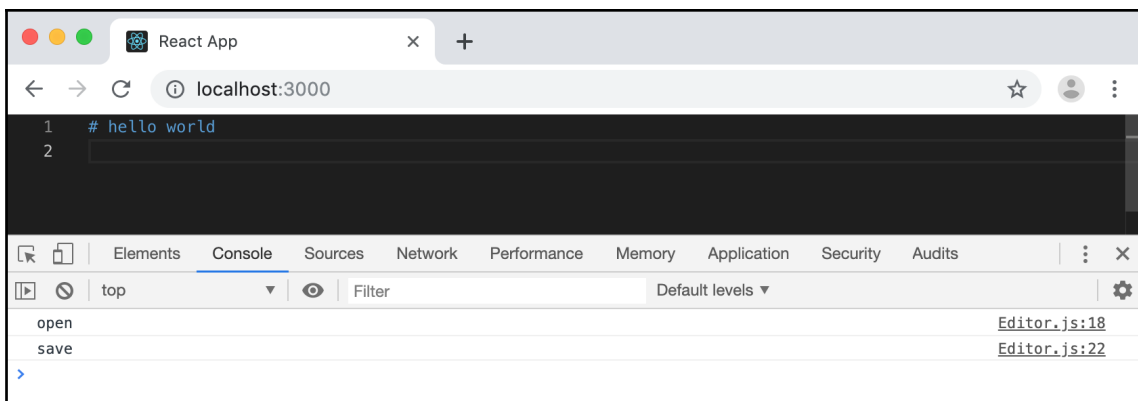 React App
localhost:3000
1 # hello world
2
Elements Console Sources Network Performance Memory Application Security Audits
top Filter Default levels
open Editor.js:18
save Editor.js:22